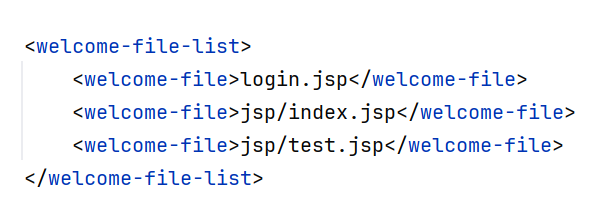 <welcome-file-list>
    <welcome-file>login.jsp</welcome-file>
    <welcome-file>jsp/index.jsp</welcome-file>
    <welcome-file>jsp/test.jsp</welcome-file>
</welcome-file-list>